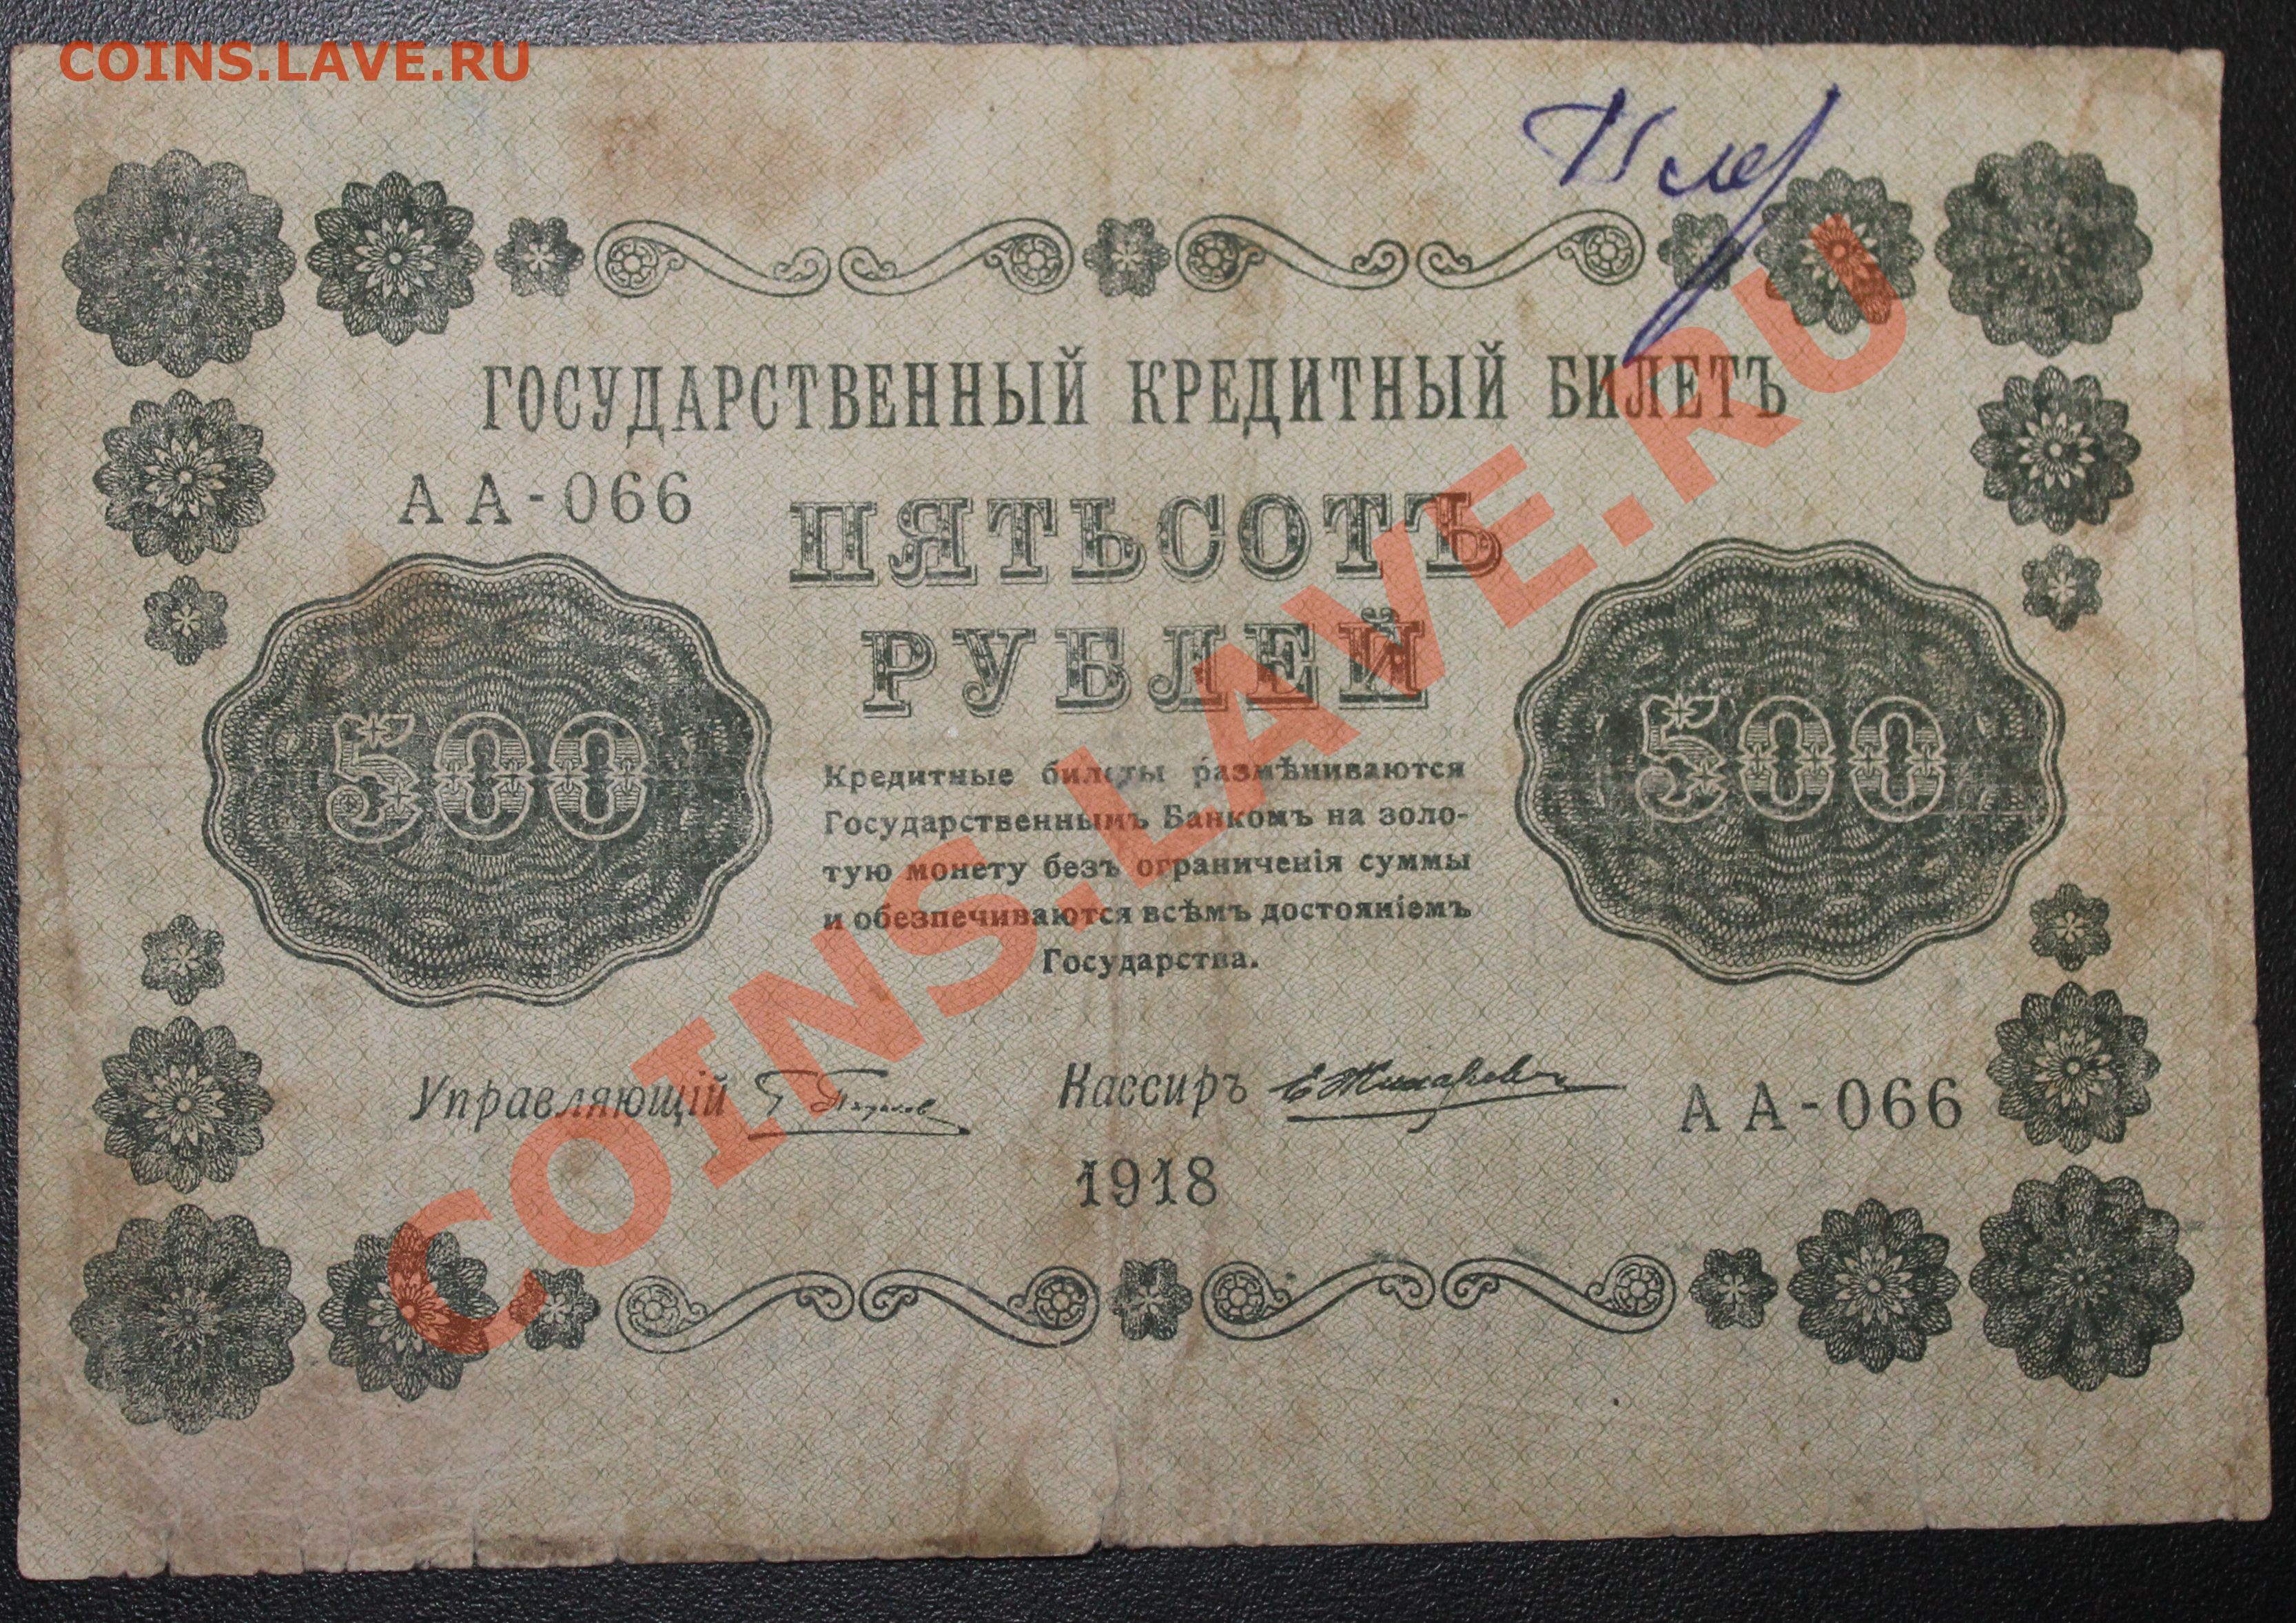 COINS.LAVE.RU
ГОСУДАРСТВЕННЫЙ КРЕДИТНЫЙ БИЛЕТЪ
АА-066
ПЯТЬСОТЪ
РУБЛЕЙ
500
500
Кредитные билеты размѣниваются
Государственнымъ Банкомъ на золо-
тую монету безъ ограниченія суммы
и обезпечиваются всѣмъ достояніемъ
Государства.
Управляющій
Кассиръ
АА-066
1918
COINS.LAVE.RU